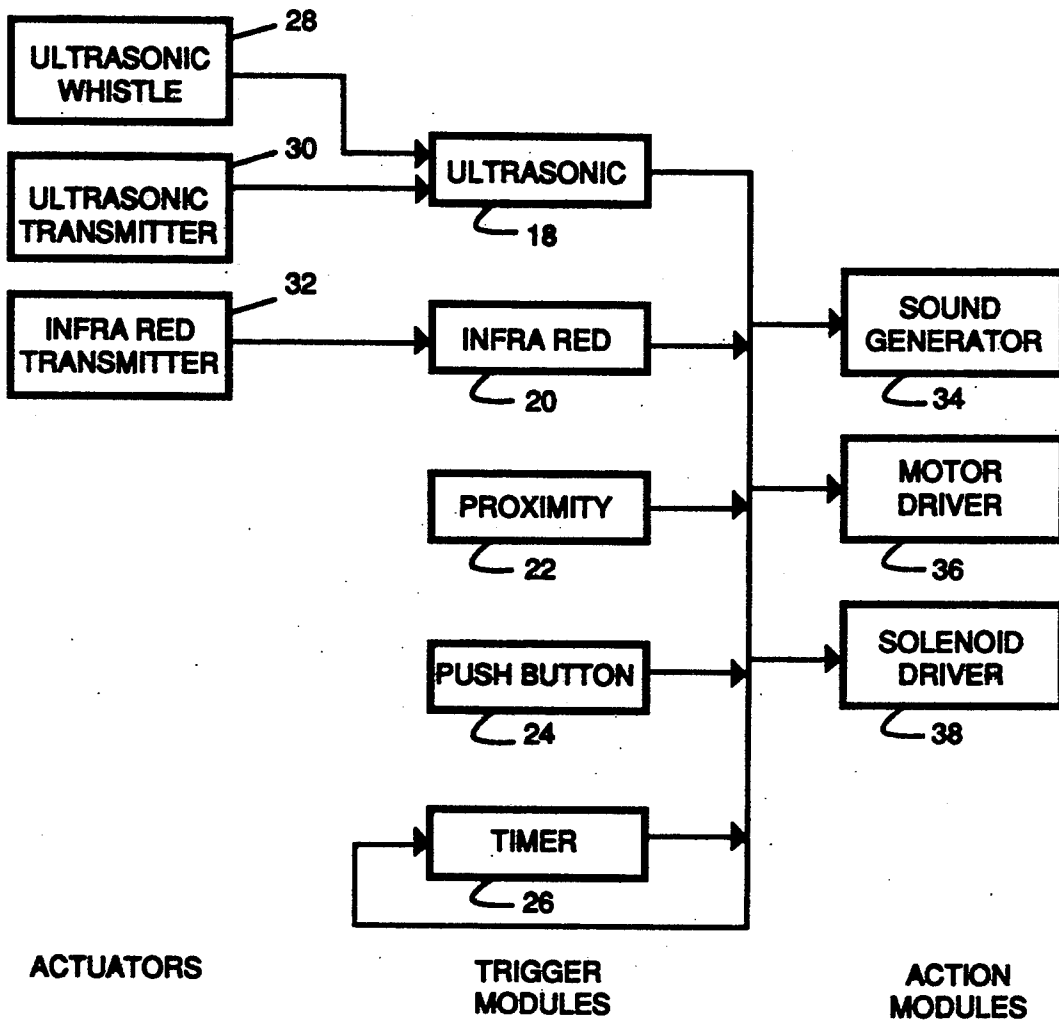 28
ULTRASONIC
WHISTLE
30
ULTRASONIC
TRANSMITTER
32
INFRA RED
TRANSMITTER
ACTUATORS
ULTRASONIC
18
INFRA RED
20
PROXIMITY
22
PUSH BUTTON
24
TIMER
26
TRIGGER
MODULES
SOUND
GENERATOR
34
MOTOR
DRIVER
36
SOLENOID
DRIVER
38
ACTION
MODULES